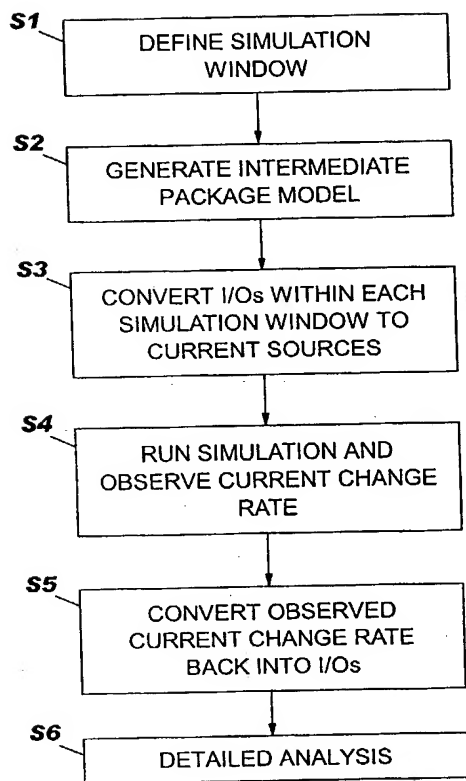 S1
DEFINE SIMULATION
WINDOW
S2
GENERATE INTERMEDIATE
PACKAGE MODEL
S3
CONVERT I/Os WITHIN EACH
SIMULATION WINDOW TO
CURRENT SOURCES
S4
RUN SIMULATION AND
OBSERVE CURRENT CHANGE
RATE
S5
CONVERT OBSERVED
CURRENT CHANGE RATE
BACK INTO I/Os
S6
DETAILED ANALYSIS